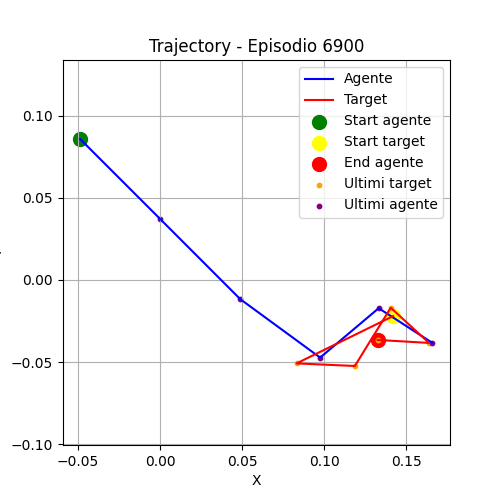 Trajectory - Episodio 6900
Agente
Target
Start agente
Start target
End agente
Ultimi target
Ultimi agente
0.10
0.05
0.00
−0.05
−0.10
−0.05
0.00
0.05
0.10
0.15
X